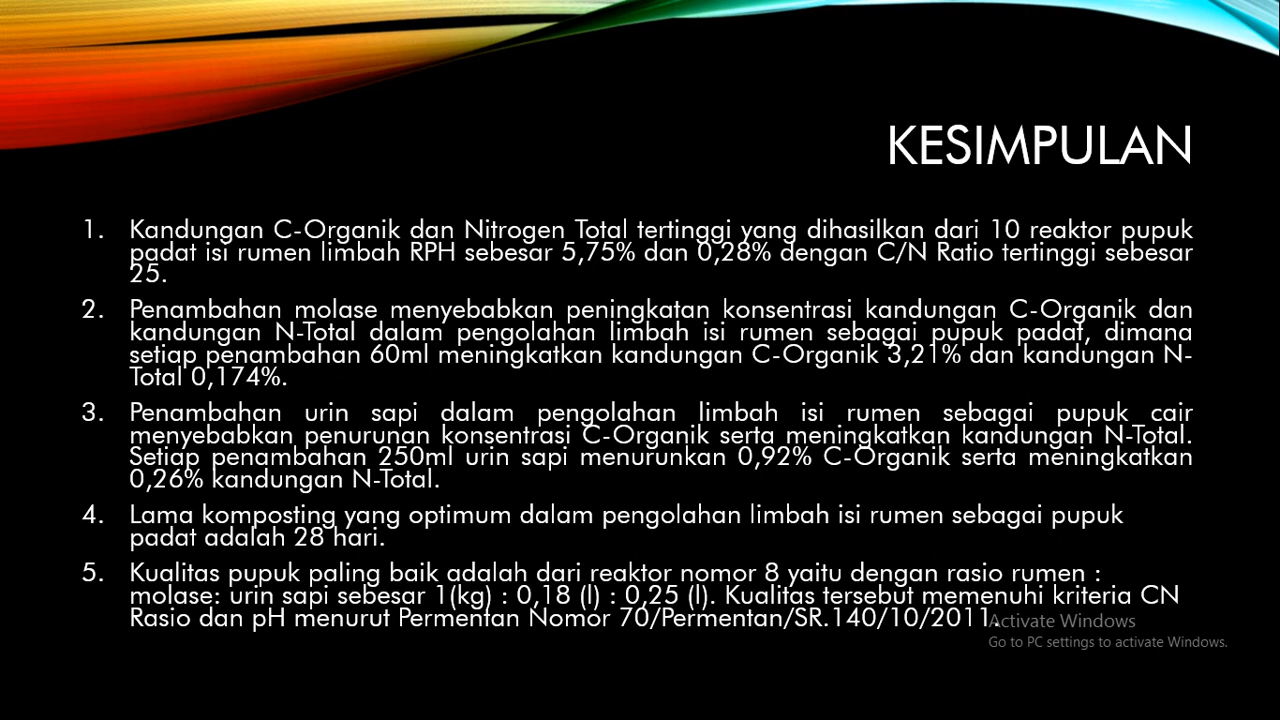 KESIMPULAN
1. Kandungan C-Organik dan Nitrogen Total tertinggi yang dihasilkan dari 10 reaktor pupuk
padat isi rumen limbah RPH sebesar 5,75% dan 0,28% dengan C/N Ratio tertinggi sebesar
25.
2. Penambahan molase menyebabkan peningkatan konsentrasi kandungan C-Organik dan
kandungan N-Total dalam pengolahan limbah isi rumen sebagai pupuk padat, dimana
setiap penambahan 60ml meningkatkan kandungan C-Organik 3,21% dan kandungan N-
Total 0,174%.
3. Penambahan urin sapi dalam pengolahan limbah isi rumen sebagai pupuk cair
menyebabkan penurunan konsentrasi C-Organik serta meningkatkan kandungan N-Total.
Setiap penambahan 250ml urin sapi menurunkan 0,92% C-Organik serta meningkatkan
0,26% kandungan N-Total.
4. Lama komposting yang optimum dalam pengolahan limbah isi rumen sebagai pupuk
padat adalah 28 hari.
5. Kualitas pupuk paling baik adalah dari reaktor nomor 8 yaitu dengan rasio rumen :
molase: urin sapi sebesar 1(kg) : 0,18 (l) : 0,25 (l). Kualitas tersebut memenuhi kriteria CN
Rasio dan pH menurut Permentan Nomor 70/Permentan/SR.140/10/2011.
Activate Windows
Go to PC settings to activate Windows.